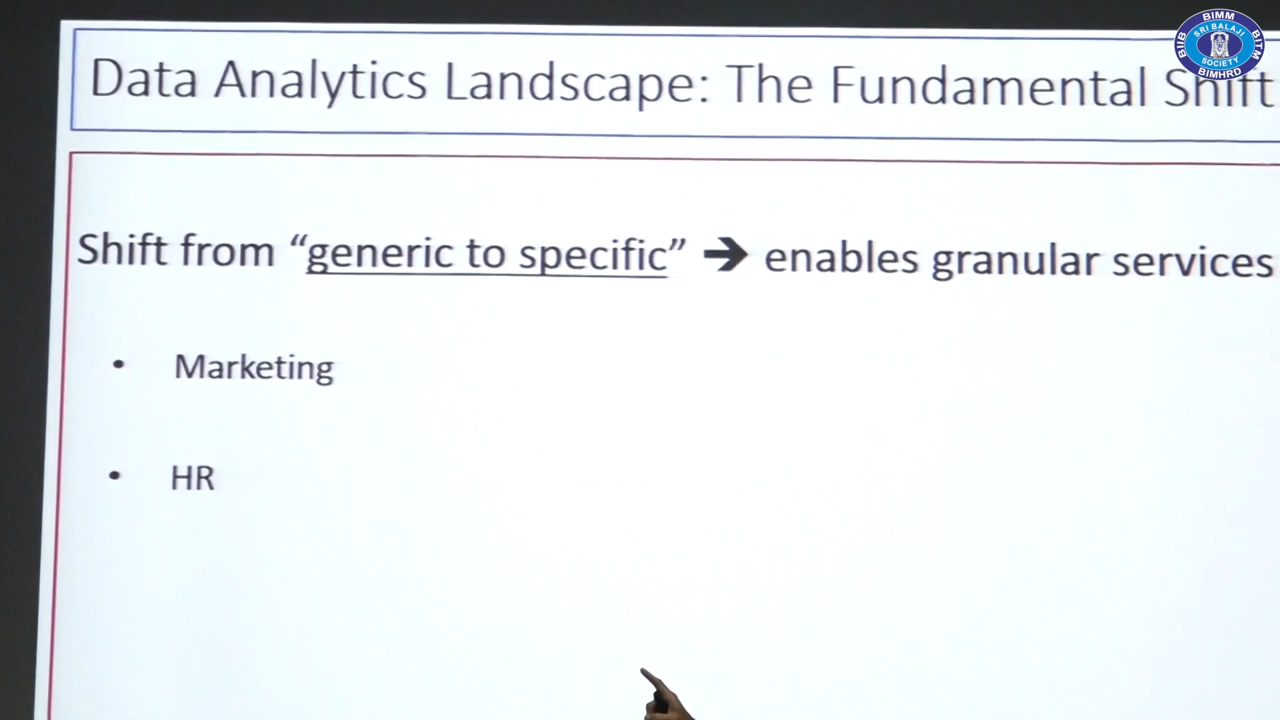 Data Analytics Landscape: The Fundamental Shift
Shift from “generic to specific” ➔ enables granular services
• Marketing
• HR
BIMM
BIIB
SRI BALAJI
SOCIETY
BITM
BIMHRD